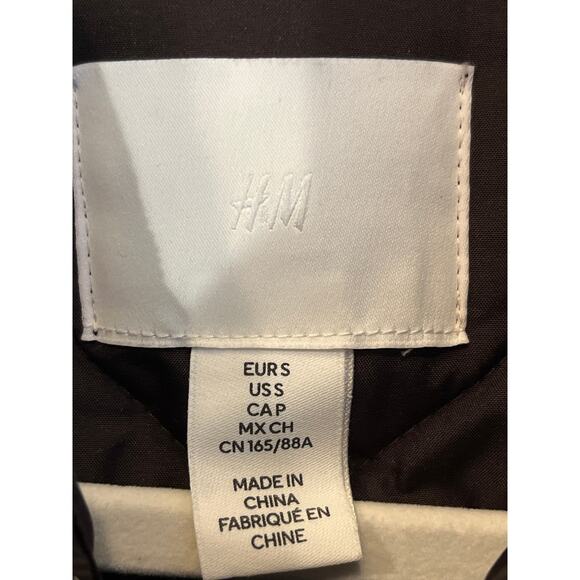 H&M
EUR S
US S
CA P
MX CH
CN 165/88A
MADE IN
CHINA
FABRIQUÉ EN
CHINE